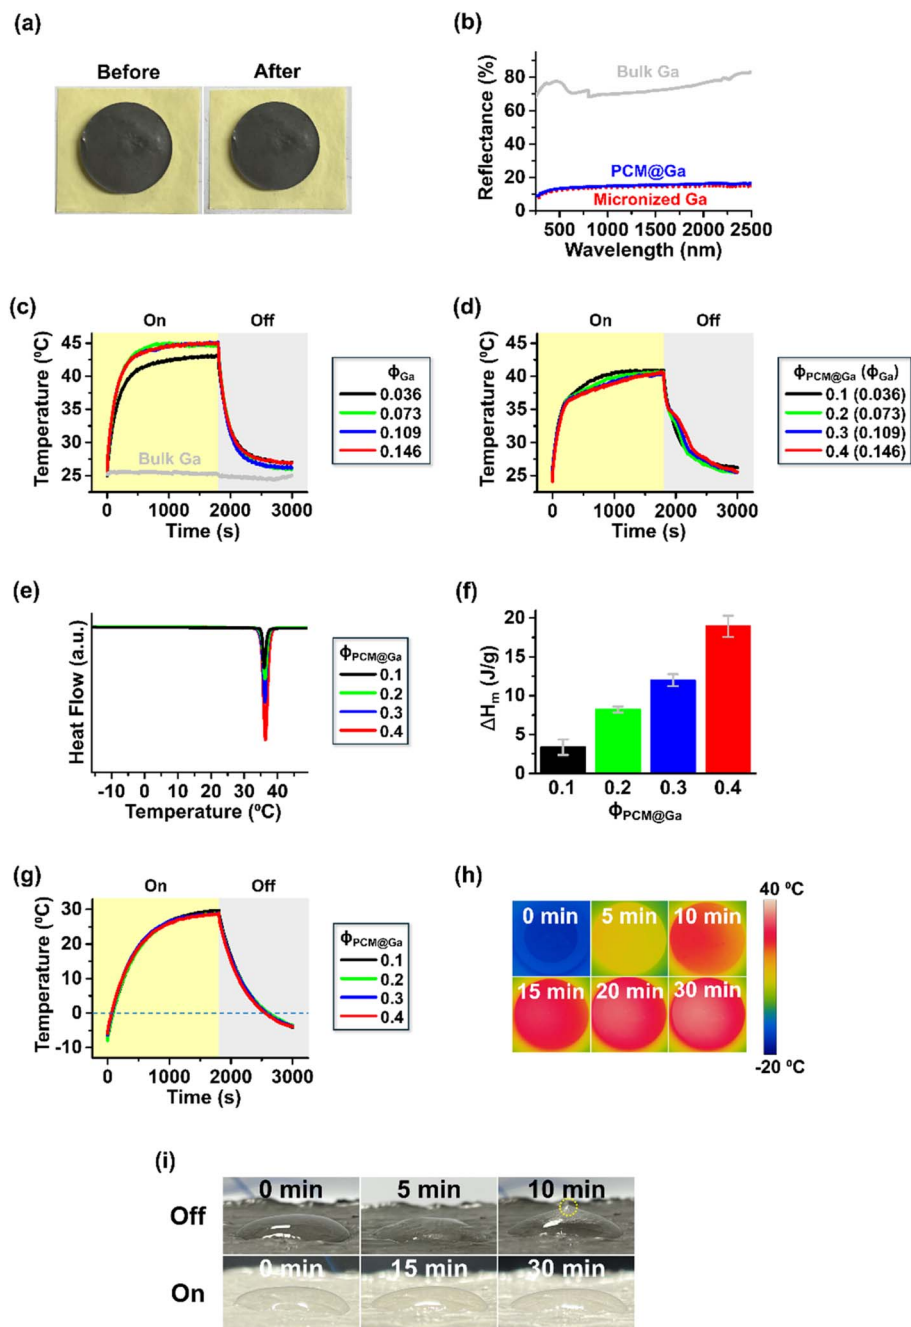 (a)
Before After
(b)
Reflectance (%)
80
60
40
20
0
Bulk Ga
PCM@Ga
Micronized Ga
500 1000 1500 2000 2500
Wavelength (nm)
(c)
On Off
Temperature (ºC)
45
40
35
30
25
Bulk Ga
0 1000 2000 3000
Time (s)
ϕGa
0.036
0.073
0.109
0.146
(d)
On Off
Temperature (ºC)
45
40
35
30
25
0 1000 2000 3000
Time (s)
ϕPCM@Ga (ϕGa)
0.1 (0.036)
0.2 (0.073)
0.3 (0.109)
0.4 (0.146)
(e)
Heat Flow (a.u.)
-10 0 10 20 30 40
Temperature (ºC)
ϕPCM@Ga
0.1
0.2
0.3
0.4
(f)
ΔHm (J/g)
20
15
10
5
0
0.1 0.2 0.3 0.4
ϕPCM@Ga
(g)
On Off
Temperature (ºC)
30
20
10
0
-10
0 1000 2000 3000
Time (s)
ϕPCM@Ga
0.1
0.2
0.3
0.4
(h)
0 min 5 min 10 min
15 min 20 min 30 min
40 ºC
-20 ºC
(i)
Off
0 min 5 min 10 min
On
0 min 15 min 30 min